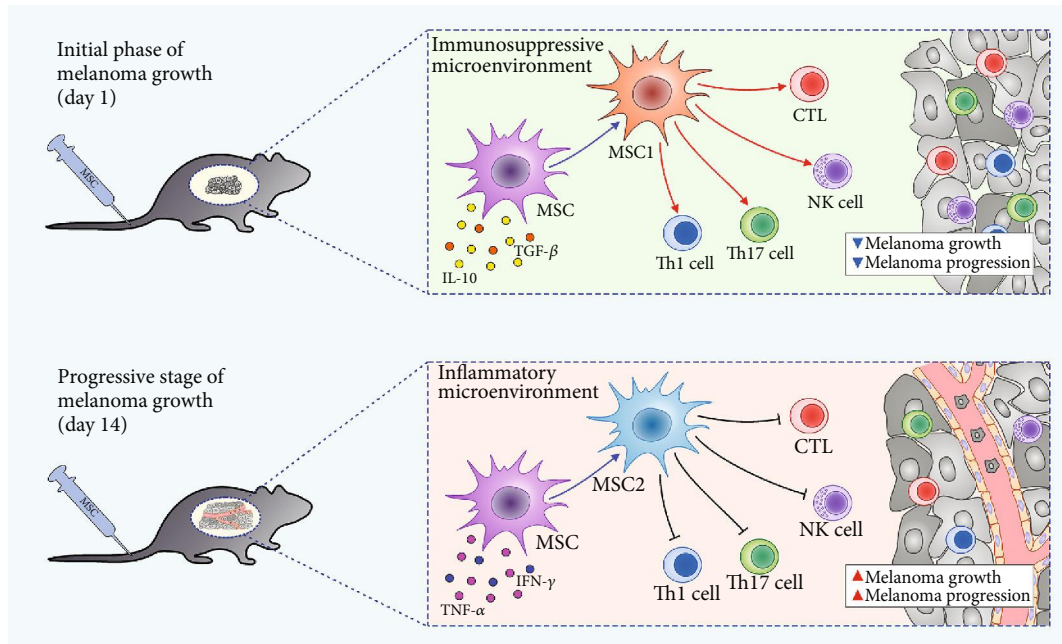 Initial phase of
melanoma growth
(day 1)
MSC
Immunosuppressive
microenvironment
MSC
TGF-β
IL-10
MSC1
CTL
NK cell
Th17 cell
Th1 cell
▼ Melanoma growth
▼ Melanoma progression
Progressive stage of
melanoma growth
(day 14)
MSC
Inflammatory
microenvironment
MSC
IFN-γ
TNF-α
MSC2
CTL
NK cell
Th17 cell
Th1 cell
▲ Melanoma growth
▲ Melanoma progression